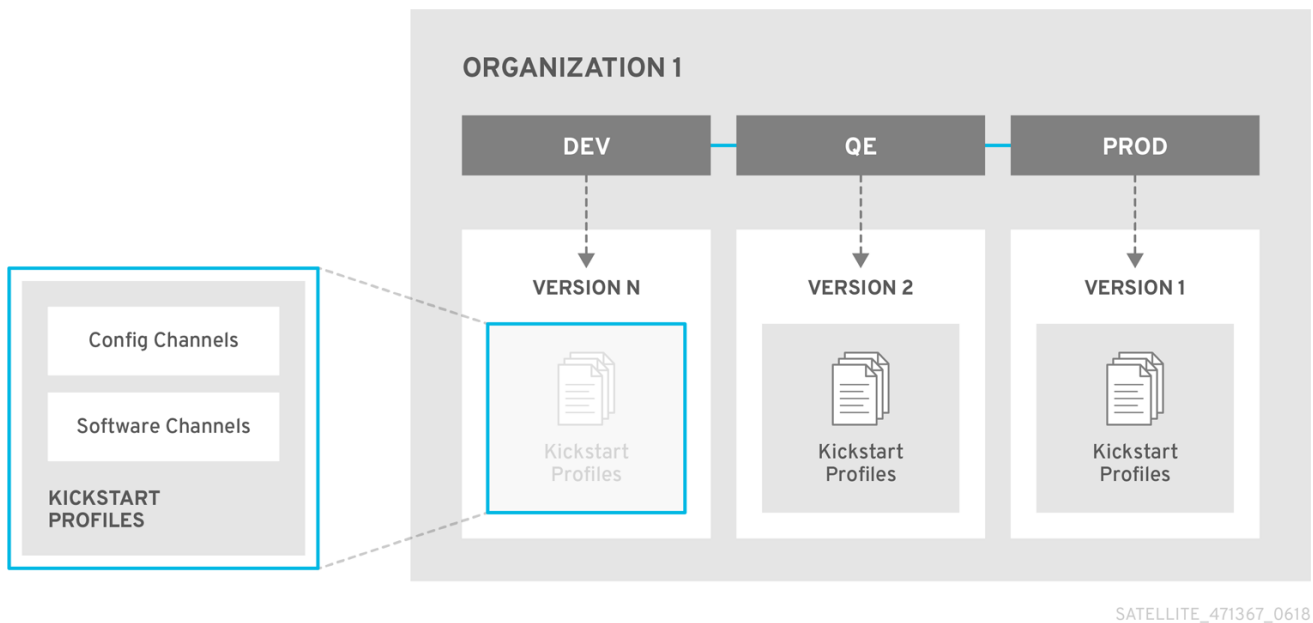 ORGANIZATION 1
DEV
QE
PROD
VERSION N
VERSION 2
VERSION 1
Config Channels
Software Channels
KICKSTART
PROFILES
Kickstart
Profiles
Kickstart
Profiles
Kickstart
Profiles
SATELLITE_471367_0618